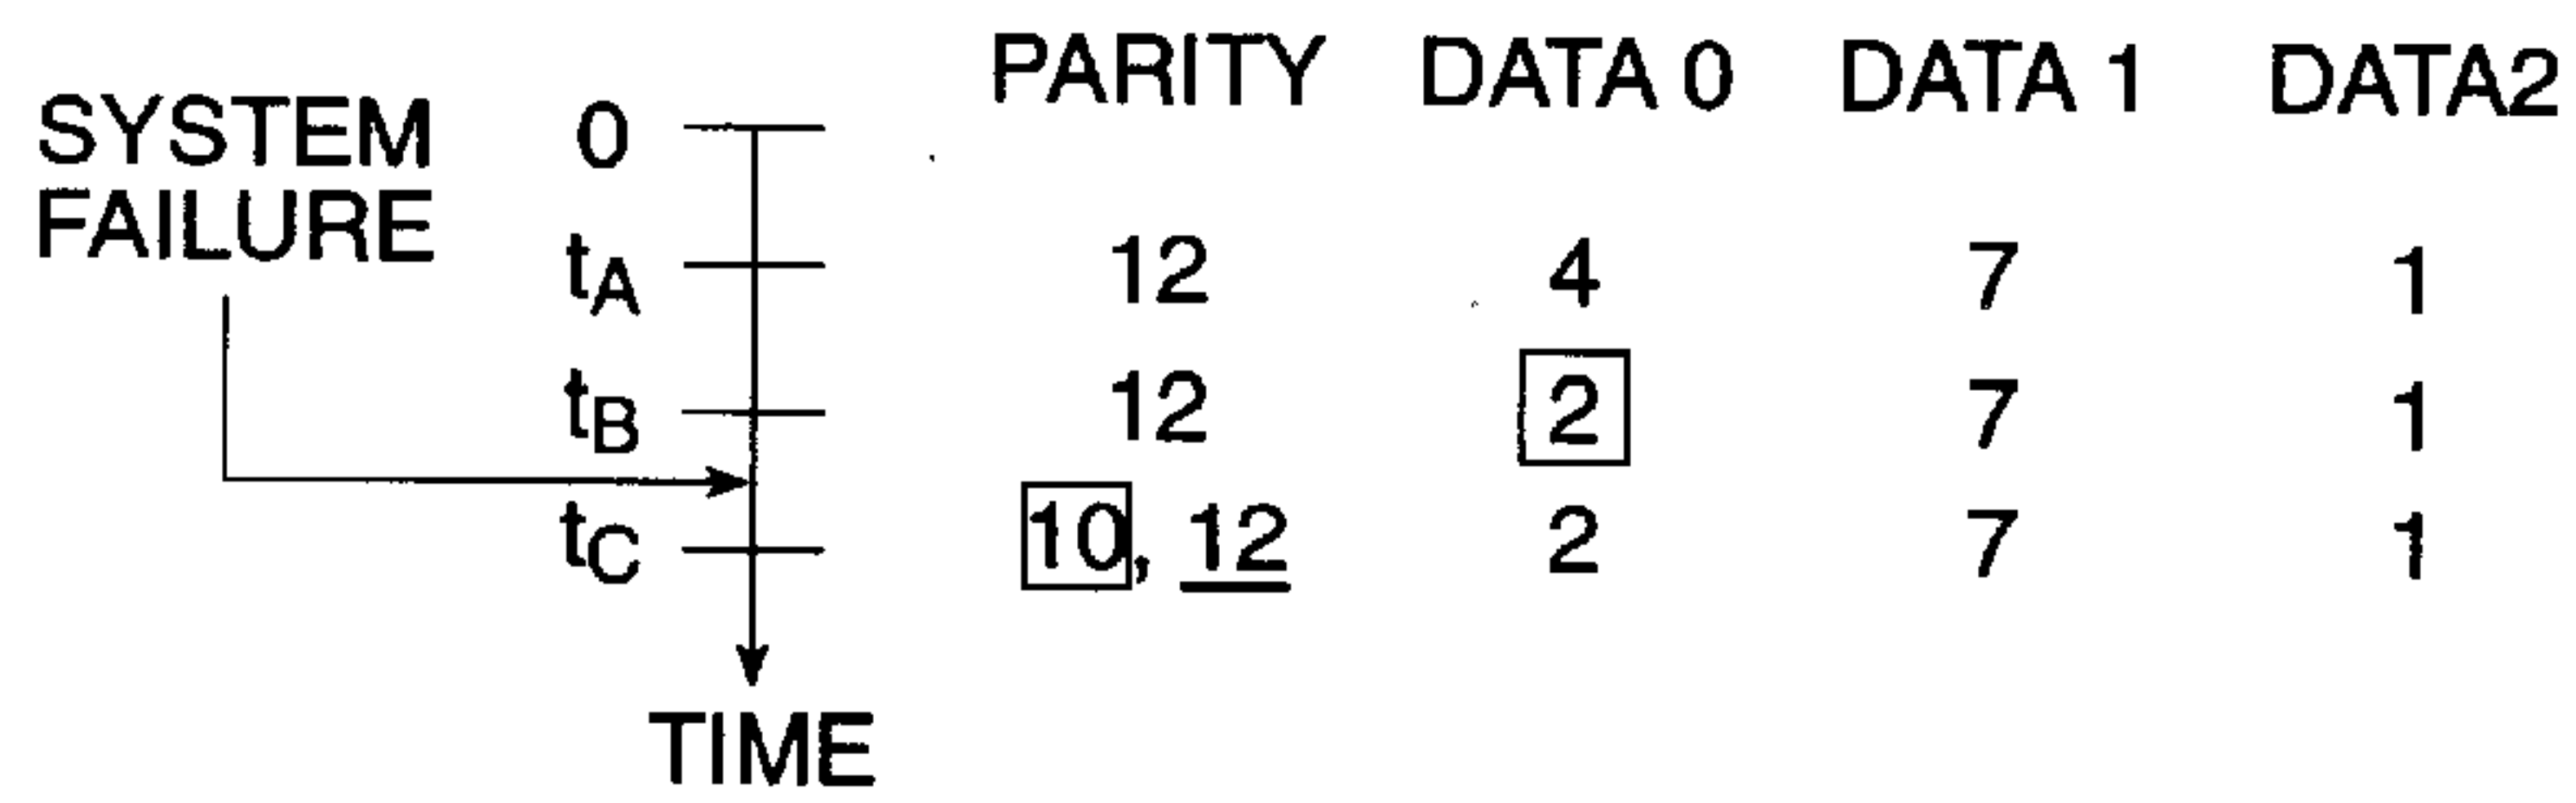 PARITY DATA 0 DATA 1 DATA2
SYSTEM
FAILURE
0
tA 12 4 7 1
tB 12 2 7 1
tC 10, 12 2 7 1
TIME